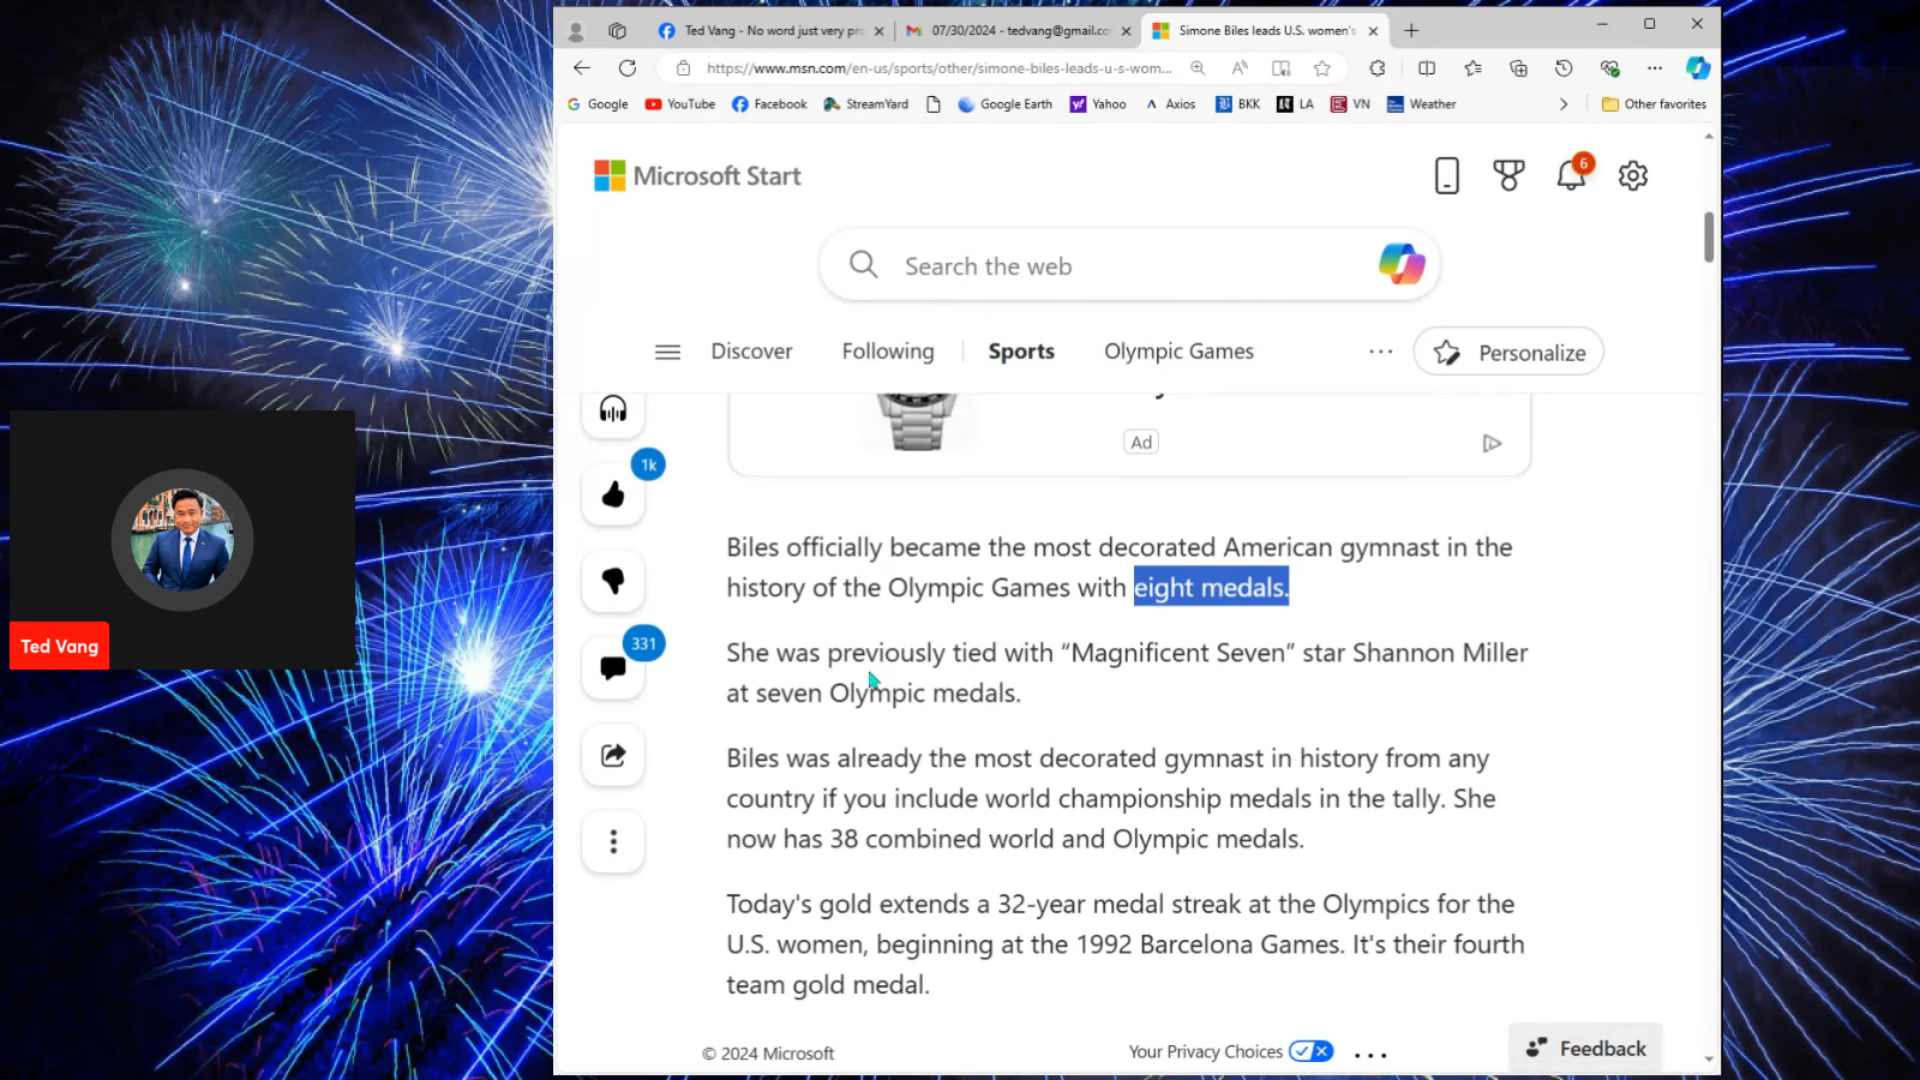 Ted Vang - No word just very pr
07/30/2024 - tedvang@gmail.co
Simone Biles leads U.S. women's
https://www.msn.com/en-us/sports/other/simone-biles-leads-u-s-wom...
Google YouTube Facebook StreamYard Google Earth Yahoo Axios BKK LA VN Weather Other favorites
Microsoft Start
6
Search the web
Discover Following Sports Olympic Games ... Personalize
Ad
1k
331
Biles officially became the most decorated American gymnast in the
history of the Olympic Games with eight medals.
She was previously tied with “Magnificent Seven” star Shannon Miller
at seven Olympic medals.
Biles was already the most decorated gymnast in history from any
country if you include world championship medals in the tally. She
now has 38 combined world and Olympic medals.
Today's gold extends a 32-year medal streak at the Olympics for the
U.S. women, beginning at the 1992 Barcelona Games. It's their fourth
team gold medal.
© 2024 Microsoft
Your Privacy Choices
Feedback
Ted Vang